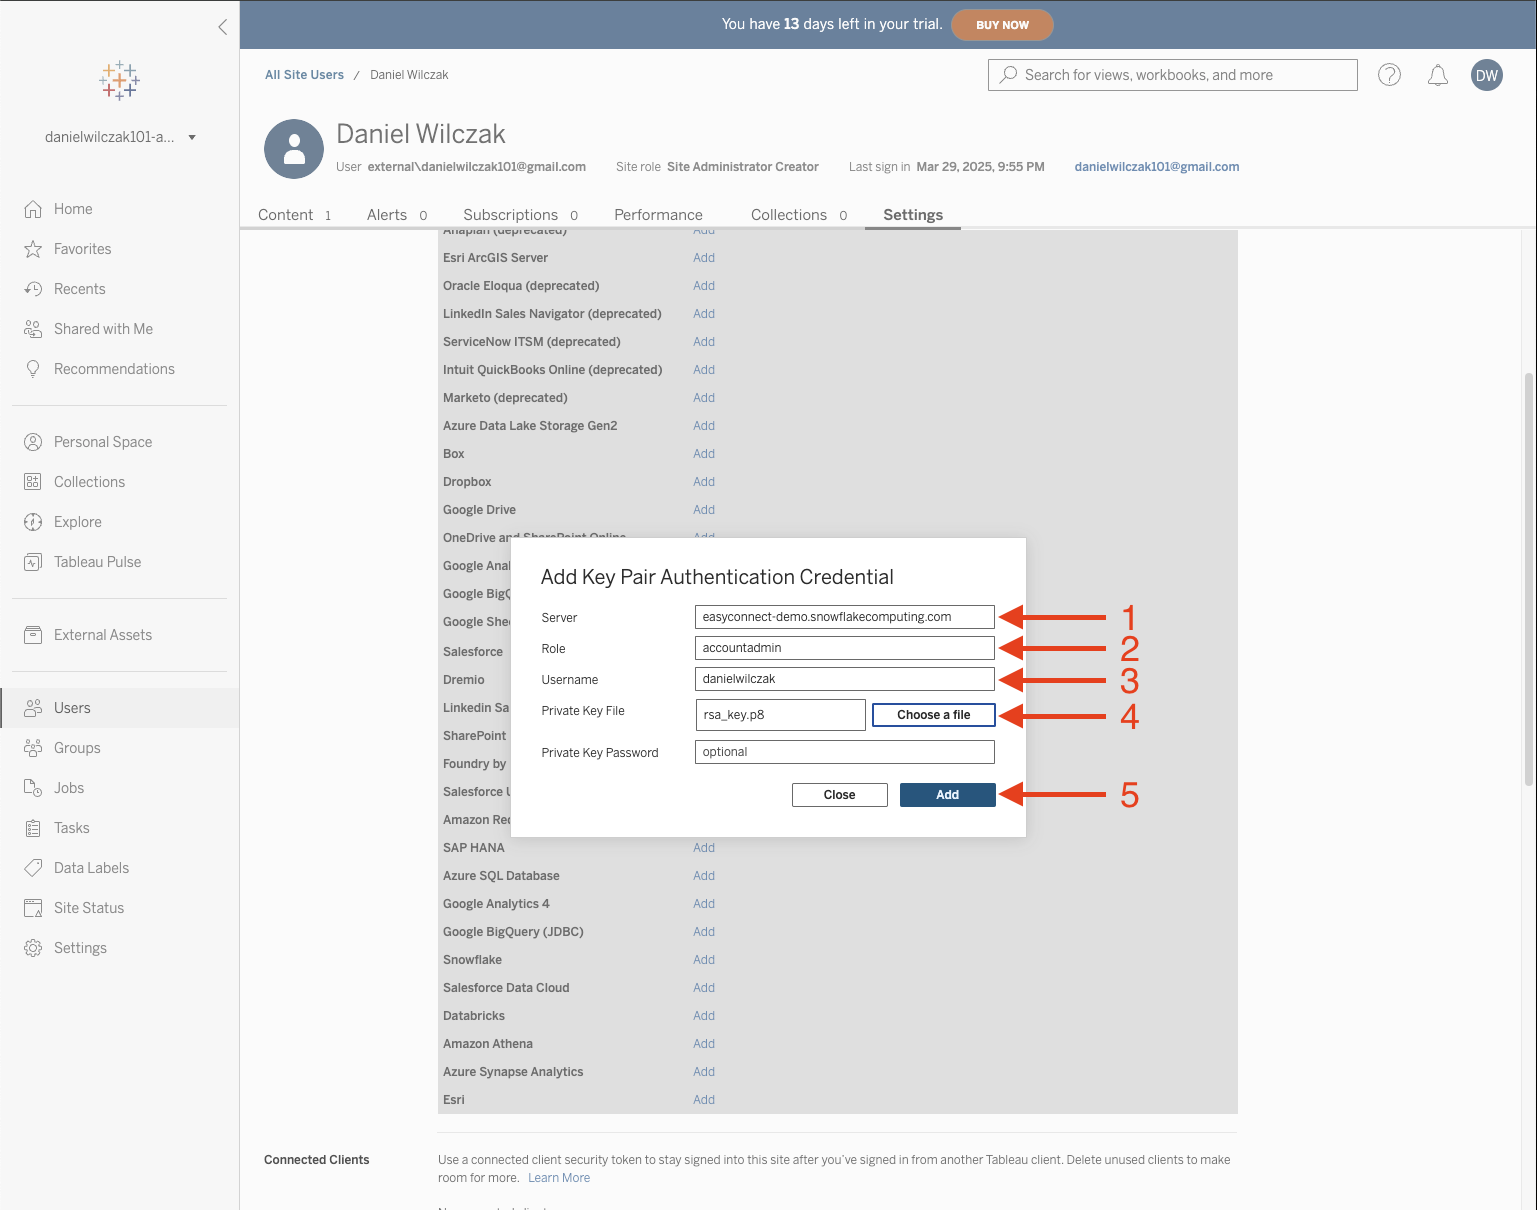 You have 13 days left in your trial. BUY NOW
All Site Users / Daniel Wilczak
Search for views, workbooks, and more
DW
danielwilczak101-a...
Daniel Wilczak
User external\danielwilczak101@gmail.com Site role Site Administrator Creator Last sign in Mar 29, 2025, 9:55 PM danielwilczak101@gmail.com
Content 1 Alerts 0 Subscriptions 0 Performance Collections 0 Settings
Home
Favorites
Recents
Shared with Me
Recommendations
Personal Space
Collections
Explore
Tableau Pulse
External Assets
Users
Groups
Jobs
Tasks
Data Labels
Site Status
Settings
Anaplan (deprecated) Add
Esri ArcGIS Server Add
Oracle Eloqua (deprecated) Add
LinkedIn Sales Navigator (deprecated) Add
ServiceNow ITSM (deprecated) Add
Intuit QuickBooks Online (deprecated) Add
Marketo (deprecated) Add
Azure Data Lake Storage Gen2 Add
Box Add
Dropbox Add
Google Drive Add
OneDrive and SharePoint Online Add
Google Anal
Google BigQ
Google She
Salesforce
Dremio
Linkedin Sa
SharePoint
Foundry by
Salesforce
Amazon Re
Add Key Pair Authentication Credential
Server easyconnect-demo.snowflakecomputing.com 1
Role accountadmin 2
Username danielwilczak 3
Private Key File rsa_key.p8 Choose a file 4
Private Key Password optional
Close Add 5
SAP HANA Add
Azure SQL Database Add
Google Analytics 4 Add
Google BigQuery (JDBC) Add
Snowflake Add
Salesforce Data Cloud Add
Databricks Add
Amazon Athena Add
Azure Synapse Analytics Add
Esri Add
Connected Clients
Use a connected client security token to stay signed into this site after you've signed in from another Tableau client. Delete unused clients to make
room for more. Learn More